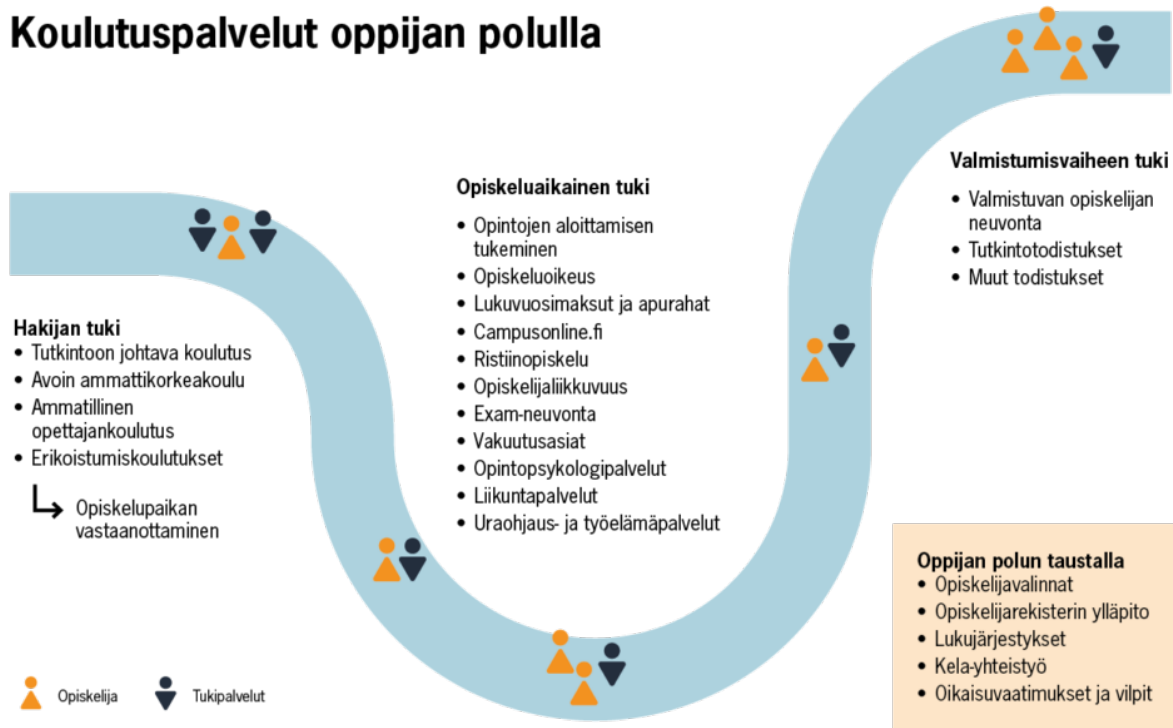 Koulutuspalvelut oppijan polulla
Hakijan tuki
• Tutkintoon johtava koulutus
• Avoin ammattikorkeakoulu
• Ammatillinen
opettajankoulutus
• Erikoistumiskoulutukset
Opiskelupaikan
vastaanottaminen
Opiskeluaikainen tuki
• Opintojen aloittamisen
tukeminen
• Opiskeluoikeus
• Lukuvuosimaksut ja apurahat
• Campusonline.fi
• Ristiinopiskelu
• Opiskelijaliikkuvuus
• Exam-neuvonta
• Vakuutusasiat
• Opintopsykologipalvelut
• Liikuntapalvelut
• Uraohjaus- ja työelämäpalvelut
Valmistumisvaiheen tuki
• Valmistuvan opiskelijan
neuvonta
• Tutkintotodistukset
• Muut todistukset
Oppijan polun taustalla
• Opiskelijavalinnat
• Opiskelijarekisterin ylläpito
• Lukujärjestykset
• Kela-yhteistyö
• Oikaisuvaatimukset ja vilpit
Opiskelija
Tukipalvelut